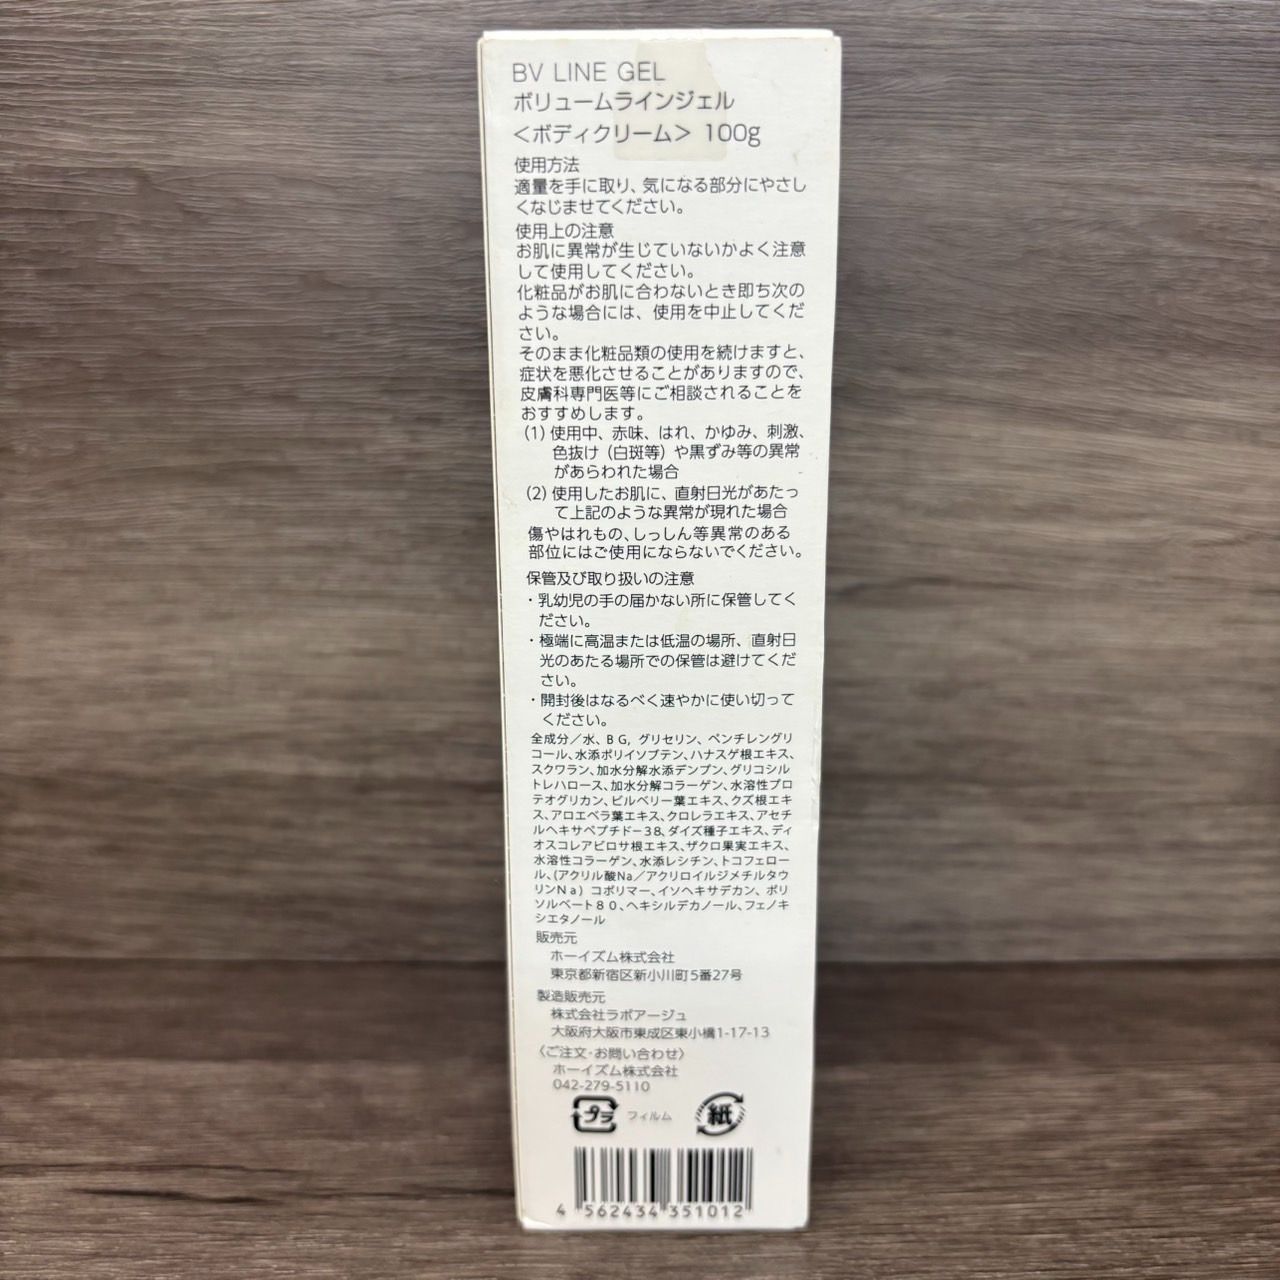 BV LINE GEL
ボリュームラインジェル
＜ボディクリーム＞ 100g
使用方法
適量を手に取り、気になる部分にやさし
くなじませてください。
使用上の注意
お肌に異常が生じていないかよく注意
して使用してください。
化粧品がお肌に合わないとき即ち次の
ような場合には、使用を中止してくだ
さい。
そのまま化粧品類の使用を続けますと、
症状を悪化させることがありますので、
皮膚科専門医等にご相談されることを
おすすめします。
(1) 使用中、赤味、はれ、かゆみ、刺激、
色抜け（白斑等）や黒ずみ等の異常
があらわれた場合
(2) 使用したお肌に、直射日光があたっ
て上記のような異常が現れた場合
傷やはれもの、しっしん等異常のある
部位にはご使用にならないでください。
保管及び取り扱いの注意
・乳幼児の手の届かない所に保管してく
ださい。
・極端に高温または低温の場所、直射日
光のあたる場所での保管は避けてくだ
さい。
・開封後はなるべく速やかに使い切って
ください。
全成分／水、ＢＧ, グリセリン、ペンチレングリ
コール、水添ポリイソブテン、ハナスゲ根エキス、
スクワラン、加水分解水添デンプン、グリコシル
トレハロース、加水分解コラーゲン、水溶性プロ
テオグリカン、ビルベリー葉エキス、クズ根エキ
ス、アロエベラ葉エキス、クロレラエキス、アセチ
ルヘキサペプチド−38、ダイズ種子エキス、ディ
オスコレアビロサ根エキス、ザクロ果実エキス、
水溶性コラーゲン、水添レシチン、トコフェロー
ル、(アクリル酸Na／アクリロイルジメチルタウ
リンＮａ）コポリマー、イソヘキサデカン、ポリ
ソルベート８０、ヘキシルデカノール、フェノキ
シエタノール
販売元
ホーイズム株式会社
東京都新宿区新小川町5番27号
製造販売元
株式会社ラボアージュ
大阪府大阪市東成区東小橋1-17-13
〈ご注文・お問い合わせ〉
ホーイズム株式会社
042-279-5110
プラ フィルム 紙
4 562434 351012